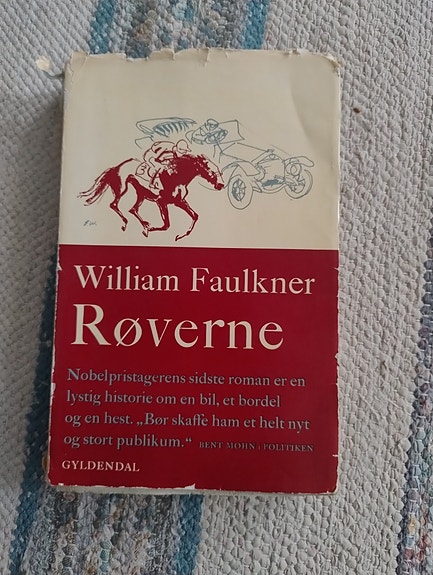 William Faulkner
Røverne
Nobelpristagerens sidste roman er en
lystig historie om en bil, et bordel
og en hest. „Bør skaffe ham et helt nyt
og stort publikum.“ BENT MOHN i POLITIKEN
GYLDENDAL